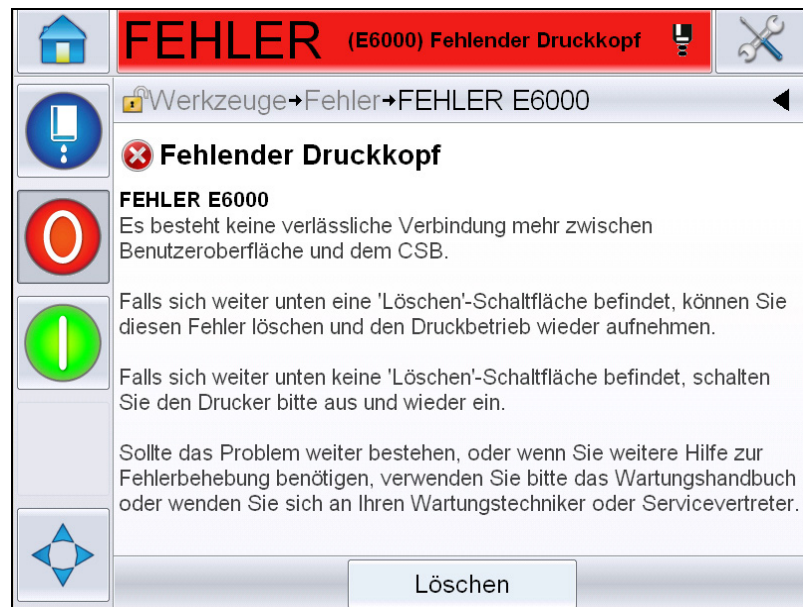 FEHLER (E6000) Fehlender Druckkopf
Werkzeuge→Fehler→FEHLER E6000
Fehlender Druckkopf
FEHLER E6000
Es besteht keine verlässliche Verbindung mehr zwischen
Benutzeroberfläche und dem CSB.
Falls sich weiter unten eine 'Löschen'-Schaltfläche befindet, können Sie
diesen Fehler löschen und den Druckbetrieb wieder aufnehmen.
Falls sich weiter unten keine 'Löschen'-Schaltfläche befindet, schalten
Sie den Drucker bitte aus und wieder ein.
Sollte das Problem weiter bestehen, oder wenn Sie weitere Hilfe zur
Fehlerbehebung benötigen, verwenden Sie bitte das Wartungshandbuch
oder wenden Sie sich an Ihren Wartungstechniker oder Servicevertreter.
Löschen